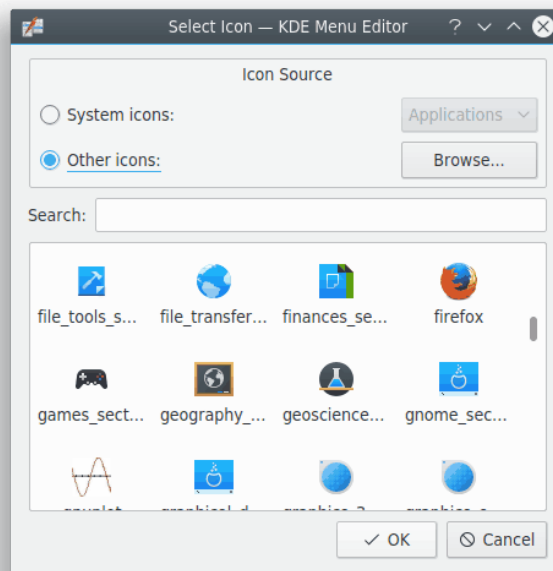 Select Icon — KDE Menu Editor
Icon Source
System icons:
Applications
Other icons:
Browse...
Search:
file_tools_s... file_transfer... finances_se... firefox
games_sect... geography_... geoscience... gnome_sec...
gnuplot
OK Cancel